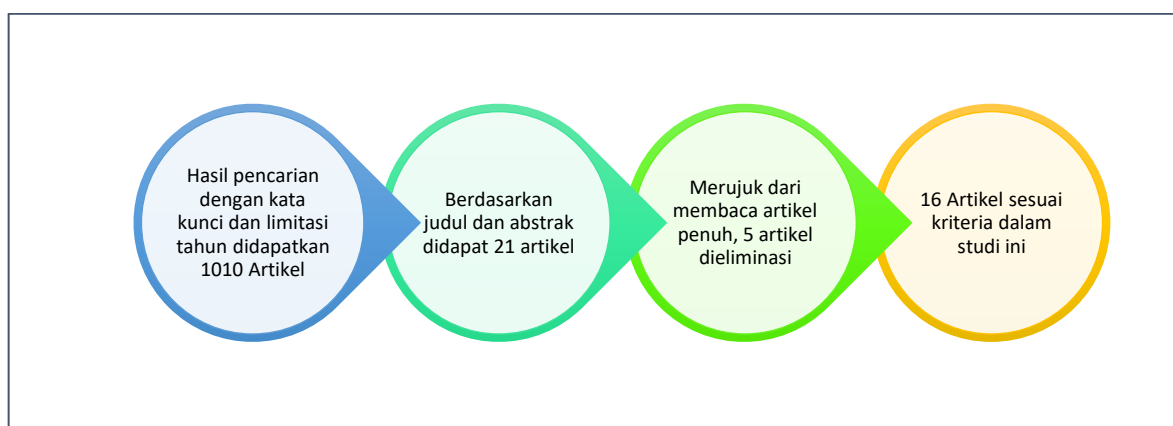 Hasil pencarian
dengan kata
kunci dan limitasi
tahun didapatkan
1010 Artikel
Berdasarkan
judul dan abstrak
didapat 21 artikel
Merujuk dari
membaca artikel
penuh, 5 artikel
dieliminasi
16 Artikel sesuai
kriteria dalam
studi ini